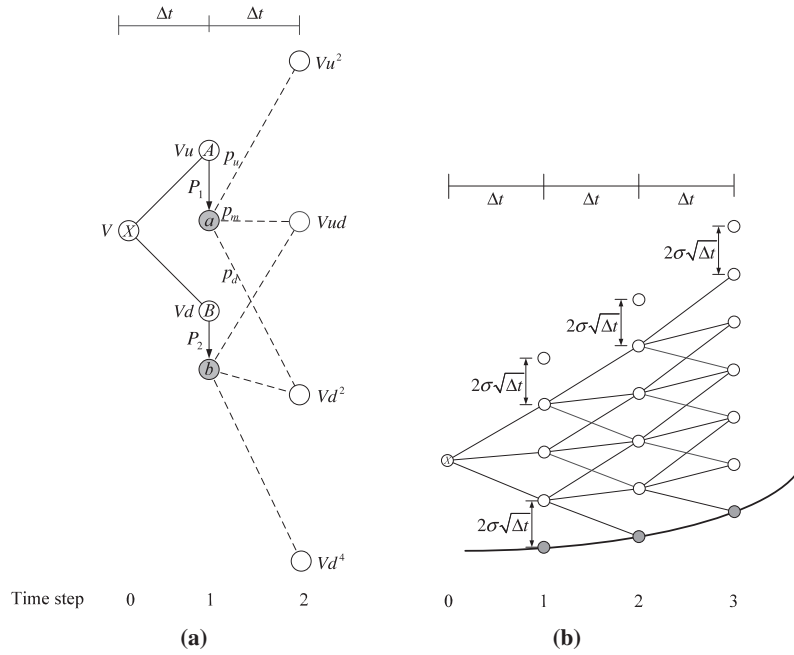 Δt Δt
Vu²
Vu A
p_u
P₁
a p_m
Vud
V X
p_d
Vd B
P₂
b
Vd²
Vd⁴
Time step 0 1 2
(a)
Δt Δt Δt
2σ√Δt
2σ√Δt
2σ√Δt
X
2σ√Δt
0 1 2 3
(b)